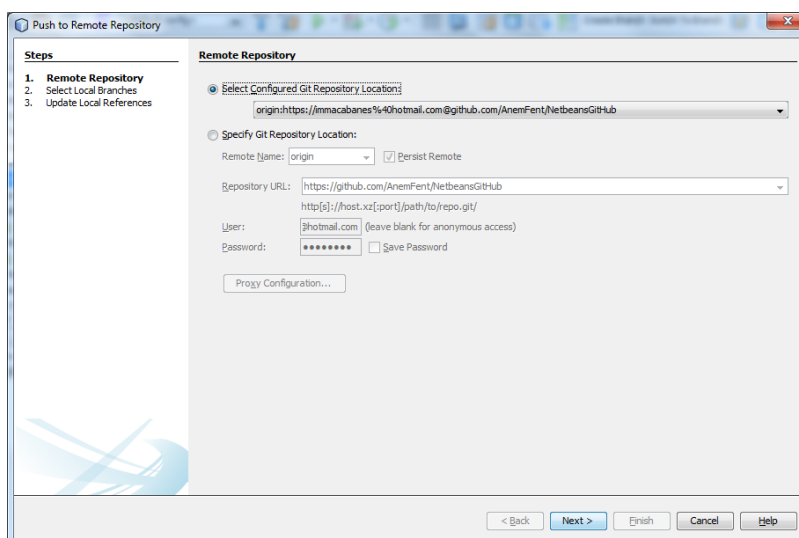 Push to Remote Repository
Steps
1. Remote Repository
2. Select Local Branches
3. Update Local References
Remote Repository
Select Configured Git Repository Location:
origin:https://immacabanes%40hotmail.com@github.com/AnemFent/NetbeansGitHub
Specify Git Repository Location:
Remote Name: origin Persist Remote
Repository URL: https://github.com/AnemFent/NetbeansGitHub
http[s]://host.xz[:port]/path/to/repo.git/
User: @hotmail.com (leave blank for anonymous access)
Password: ●●●●●●●● Save Password
Proxy Configuration...
< Back Next > Finish Cancel Help